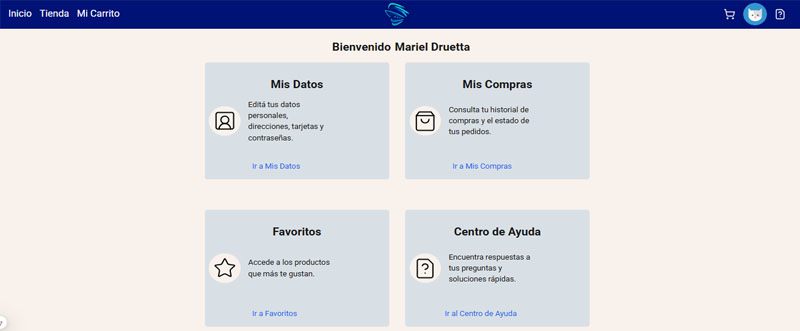 Inicio Tienda Mi Carrito
Bienvenido Mariel Druetta
Mis Datos
Editá tus datos
personales,
direcciones, tarjetas y
contraseñas.
Ir a Mis Datos
Mis Compras
Consulta tu historial de
compras y el estado de
tus pedidos.
Ir a Mis Compras
Favoritos
Accede a los productos
que más te gustan.
Ir a Favoritos
Centro de Ayuda
Encuentra respuestas a
tus preguntas y
soluciones rápidas.
Ir al Centro de Ayuda